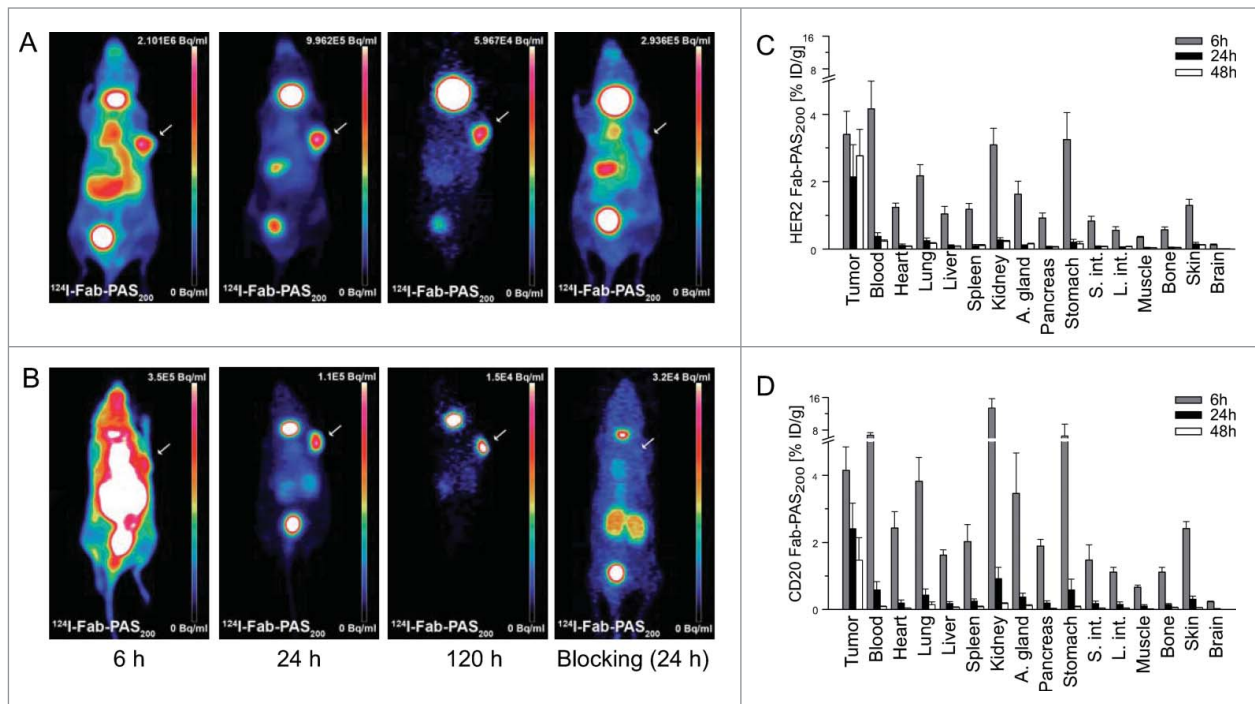 A
2.101E6 Bq/ml
0 Bq/ml
124I-Fab-PAS200
9.962E5 Bq/ml
0 Bq/ml
124I-Fab-PAS200
5.967E4 Bq/ml
0 Bq/ml
124I-Fab-PAS200
2.936E5 Bq/ml
0 Bq/ml
124I-Fab-PAS200
B
3.5E5 Bq/ml
0 Bq/ml
124I-Fab-PAS200
1.1E5 Bq/ml
0 Bq/ml
124I-Fab-PAS200
1.5E4 Bq/ml
0 Bq/ml
124I-Fab-PAS200
3.2E4 Bq/ml
0 Bq/ml
124I-Fab-PAS200
6 h
24 h
120 h
Blocking (24 h)
C
HER2 Fab-PAS200 [% ID/g]
16
8
4
2
0
6h
24h
48h
Tumor
Blood
Heart
Lung
Liver
Spleen
Kidney
A. gland
Pancreas
Stomach
S. int.
L. int.
Muscle
Bone
Skin
Brain
D
CD20 Fab-PAS200 [% ID/g]
16
8
4
2
0
6h
24h
48h
Tumor
Blood
Heart
Lung
Liver
Spleen
Kidney
A. gland
Pancreas
Stomach
S. int.
L. int.
Muscle
Bone
Skin
Brain